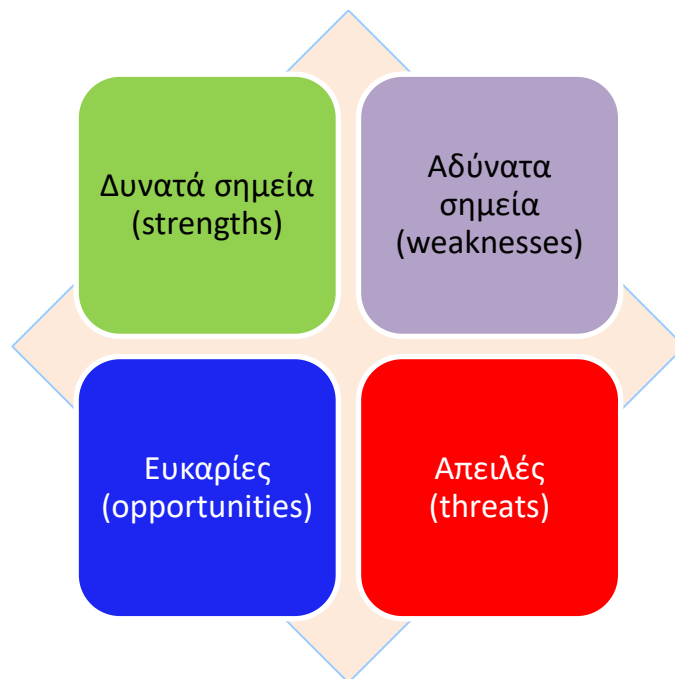 Δυνατά σημεία
(strengths)
Αδύνατα
σημεία
(weaknesses)
Ευκαρίες
(opportunities)
Απειλές
(threats)